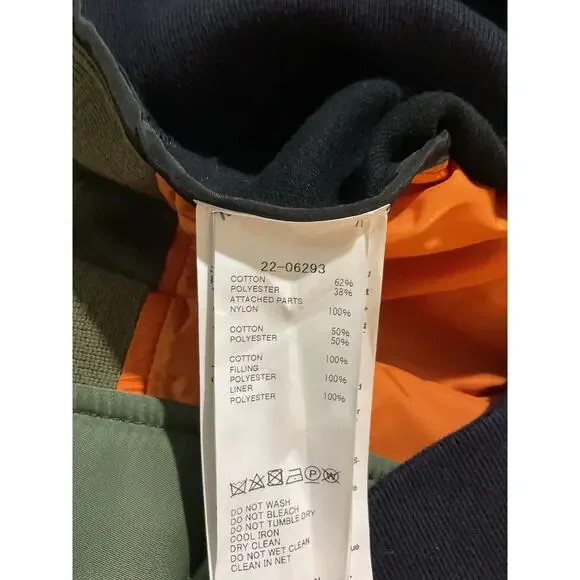 22-06293
COTTON 62%
POLYESTER 38%
ATTACHED PARTS
NYLON 100%
COTTON 50%
POLYESTER 50%
COTTON 100%
FILLING
POLYESTER 100%
LINER
POLYESTER 100%
P W
DO NOT WASH
DO NOT BLEACH
DO NOT TUMBLE DRY
COOL IRON
DRY CLEAN
DO NOT WET CLEAN
CLEAN IN NET